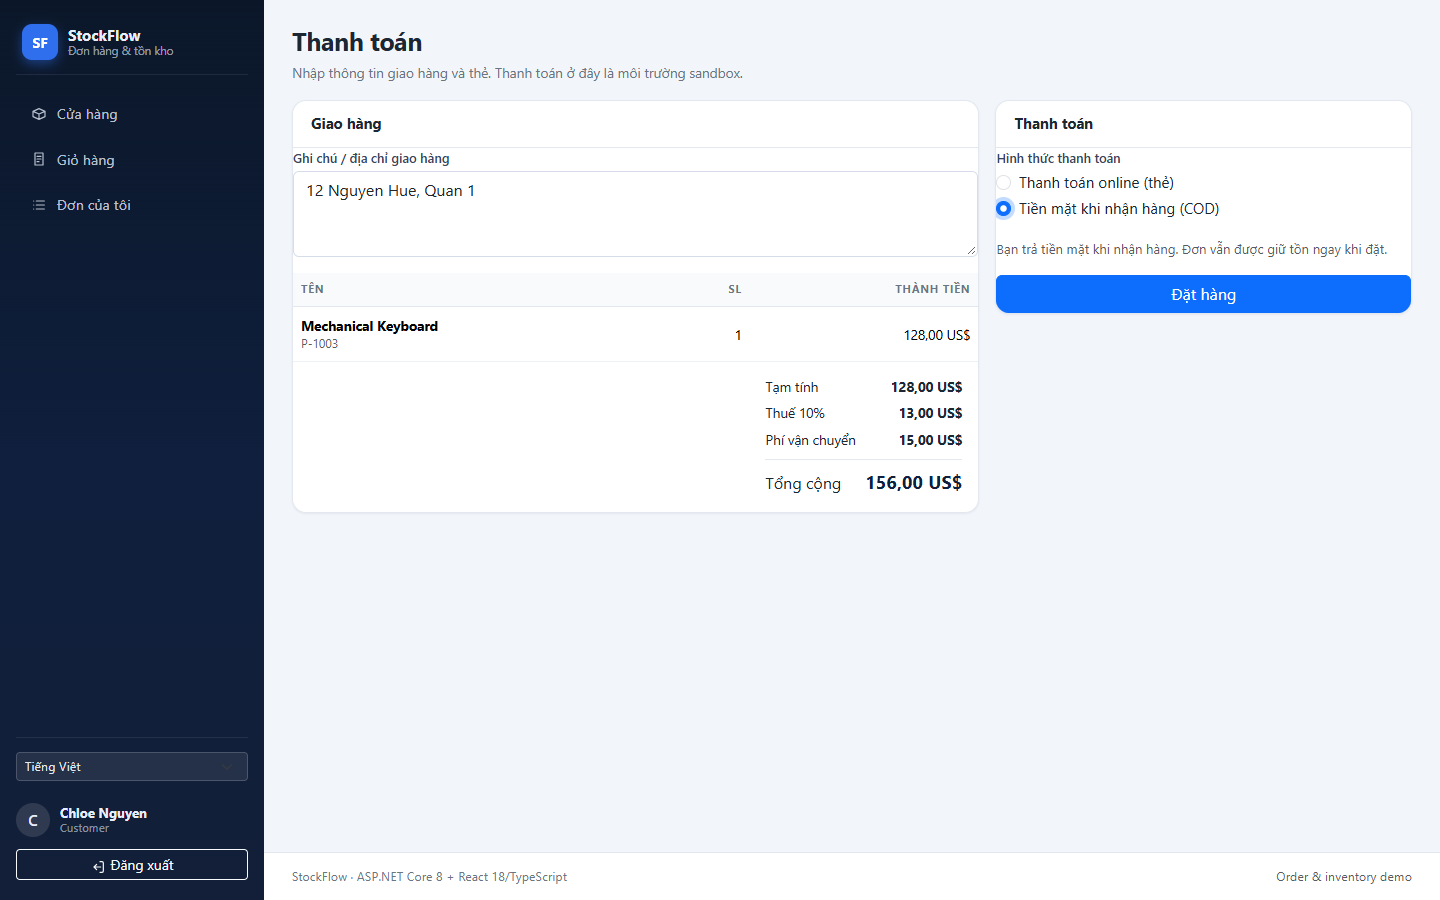 SF
StockFlow
Đơn hàng & tồn kho
Cửa hàng
Giỏ hàng
Đơn của tôi
Tiếng Việt
C
Chloe Nguyen
Customer
Đăng xuất
Thanh toán
Nhập thông tin giao hàng và thẻ. Thanh toán ở đây là môi trường sandbox.
Giao hàng
Ghi chú / địa chỉ giao hàng
12 Nguyen Hue, Quan 1
TÊN SL THÀNH TIỀN
Mechanical Keyboard 1 128,00 US$
P-1003
Tạm tính 128,00 US$
Thuế 10% 13,00 US$
Phí vận chuyển 15,00 US$
Tổng cộng 156,00 US$
Thanh toán
Hình thức thanh toán
Thanh toán online (thẻ)
Tiền mặt khi nhận hàng (COD)
Bạn trả tiền mặt khi nhận hàng. Đơn vẫn được giữ tồn ngay khi đặt.
Đặt hàng
StockFlow · ASP.NET Core 8 + React 18/TypeScript
Order & inventory demo